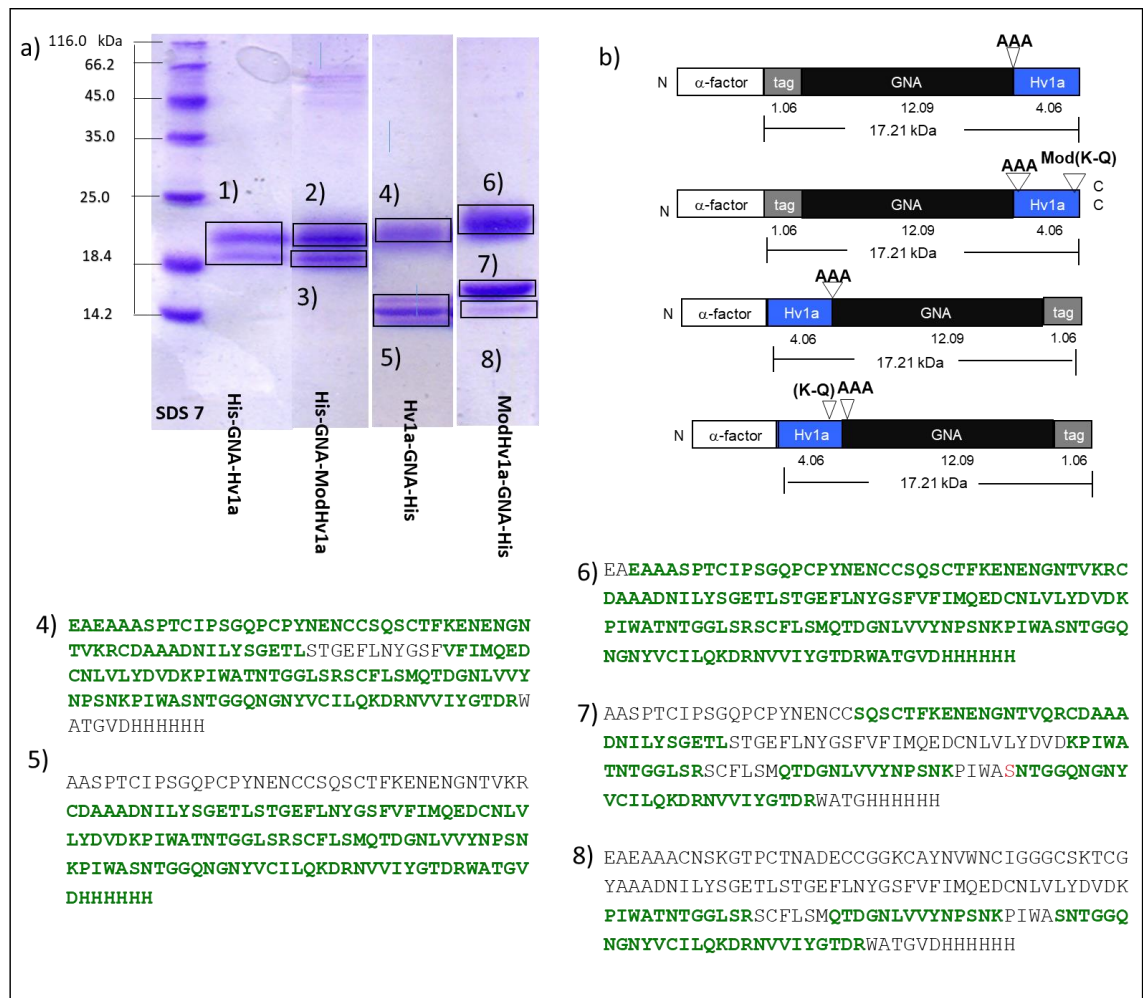 a)
116.0 kDa
66.2
45.0
35.0
25.0
18.4
14.2
1)
2)
3)
4)
5)
6)
7)
8)
SDS 7
His-GNA-Hv1a
His-GNA-ModHv1a
Hv1a-GNA-His
ModHv1a-GNA-His
b)
AAA
N α-factor tag GNA Hv1a
1.06 12.09 4.06
17.21 kDa
AAA Mod(K-Q)
N α-factor tag GNA Hv1a C C
1.06 12.09 4.06
17.21 kDa
AAA
N α-factor Hv1a GNA tag
4.06 12.09 1.06
17.21 kDa
(K-Q) AAA
N α-factor Hv1a GNA tag
4.06 12.09 1.06
17.21 kDa
4) EAEAAASPTCIPSGQPCPYNENCCSQSCTFKENENGN
TVKRCDAAADNILYSGETLSTGEFLNYGSFVFIMQED
CNLVLYDVDKPIWATNTGGLSRSCFLSMQTDGNLVVY
NPSNKPIWASNTGGQNGNYVCILQKDRNVVIYGTDRW
ATGVDHHHHHH
5)
AASPTCIPSGQPCPYNENCCSQSCTFKENENGNTVKR
CDAAADNILYSGETLSTGEFLNYGSFVFIMQEDCNLV
LYDVDKPIWATNTGGLSRSCFLSMQTDGNLVVYNPSN
KPIWASNTGGQNGNYVCILQKDRNVVIYGTDRWATGV
DHHHHHH
6) EAEAAASPTCIPSGQPCPYNENCCSQSCTFKENENGNTVKRC
DAAADNILYSGETLSTGEFLNYGSFVFIMQEDCNLVLYDVDK
PIWATNTGGLSRSCFLSMQTDGNLVVYNPSNKPIWASNTGGQ
NGNYVCILQKDRNVVIYGTDRWATGVDHHHHHH
7) AASPTCIPSGQPCPYNENCCSQSCTFKENENGNTVQRCDAAA
DNILYSGETLSTGEFLNYGSFVFIMQEDCNLVLYDVDKPIWA
TNTGGLSRSCFLSMQTDGNLVVYNPSNKPIWASNTGGQNGNY
VCILQKDRNVVIYGTDRWATGHHHHHH
8) EAEAAACNSKGTPCTNADECCGGKCAYNVWNCIGGGCSKTCG
YAAADNILYSGETLSTGEFLNYGSFVFIMQEDCNLVLYDVDK
PIWATNTGGLSRSCFLSMQTDGNLVVYNPSNKPIWASNTGGQ
NGNYVCILQKDRNVVIYGTDRWATGVDHHHHHH